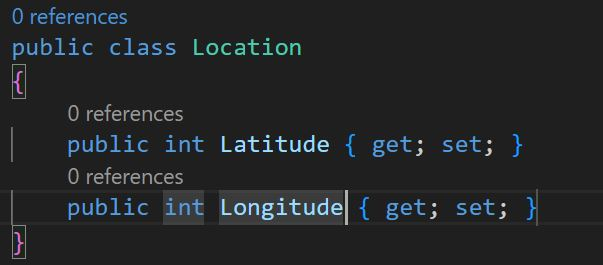 0 references
public class Location
{
0 references
public int Latitude { get; set; }
0 references
public int Longitude { get; set; }
}